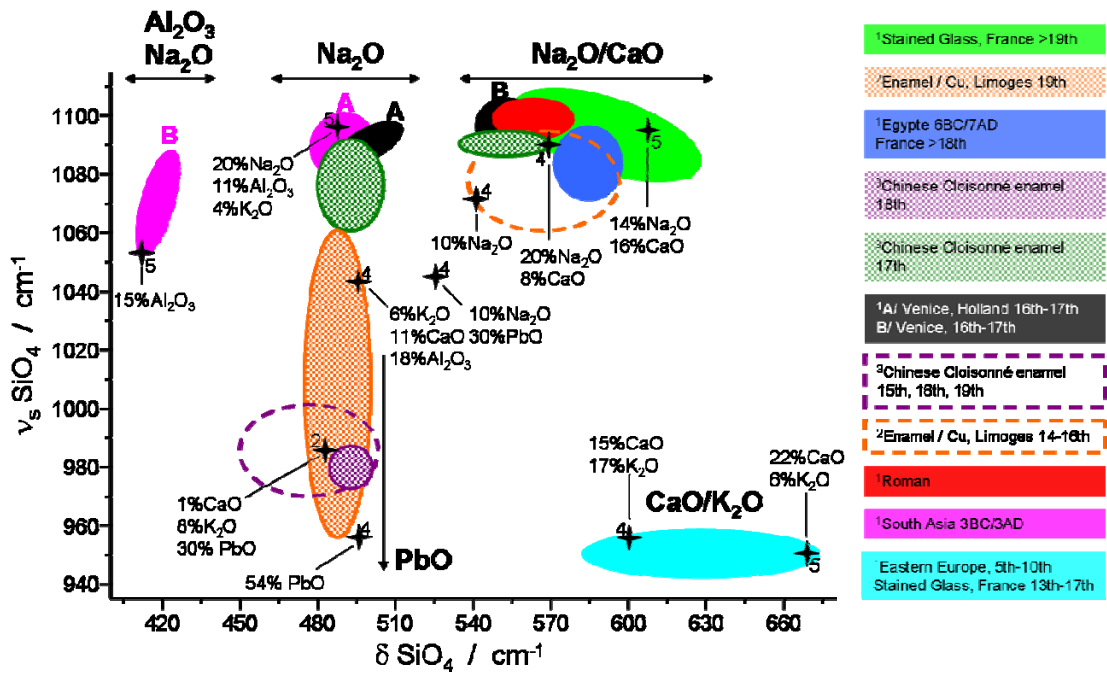 Al₂O₃
Na₂O
Na₂O
Na₂O/CaO
B
A
A
B
5
20%Na₂O
11%Al₂O₃
4%K₂O
5
15%Al₂O₃
4
5
4
10%Na₂O
20%Na₂O
8%CaO
14%Na₂O
16%CaO
4
6%K₂O
11%CaO
18%Al₂O₃
4
10%Na₂O
30%PbO
2
1%CaO
8%K₂O
30% PbO
4
54% PbO
PbO
15%CaO
17%K₂O
22%CaO
6%K₂O
CaO/K₂O
4
5
1100
1080
1060
1040
1020
1000
980
960
940
νₛ SiO₄ / cm⁻¹
420
450
480
510
540
570
600
630
660
δ SiO₄ / cm⁻¹
¹Stained Glass, France >19th
Enamel / Cu, Limoges 19th
¹Egypte 6BC/7AD
France >18th
³Chinese Cloisonné enamel
18th
³Chinese Cloisonné enamel
17th
¹A/ Venice, Holland 16th-17th
B/ Venice, 16th-17th
³Chinese Cloisonné enamel
15th, 16th, 19th
²Enamel / Cu, Limoges 14-16th
¹Roman
¹South Asia 3BC/3AD
Eastern Europe, 5th-10th
Stained Glass, France 13th-17th